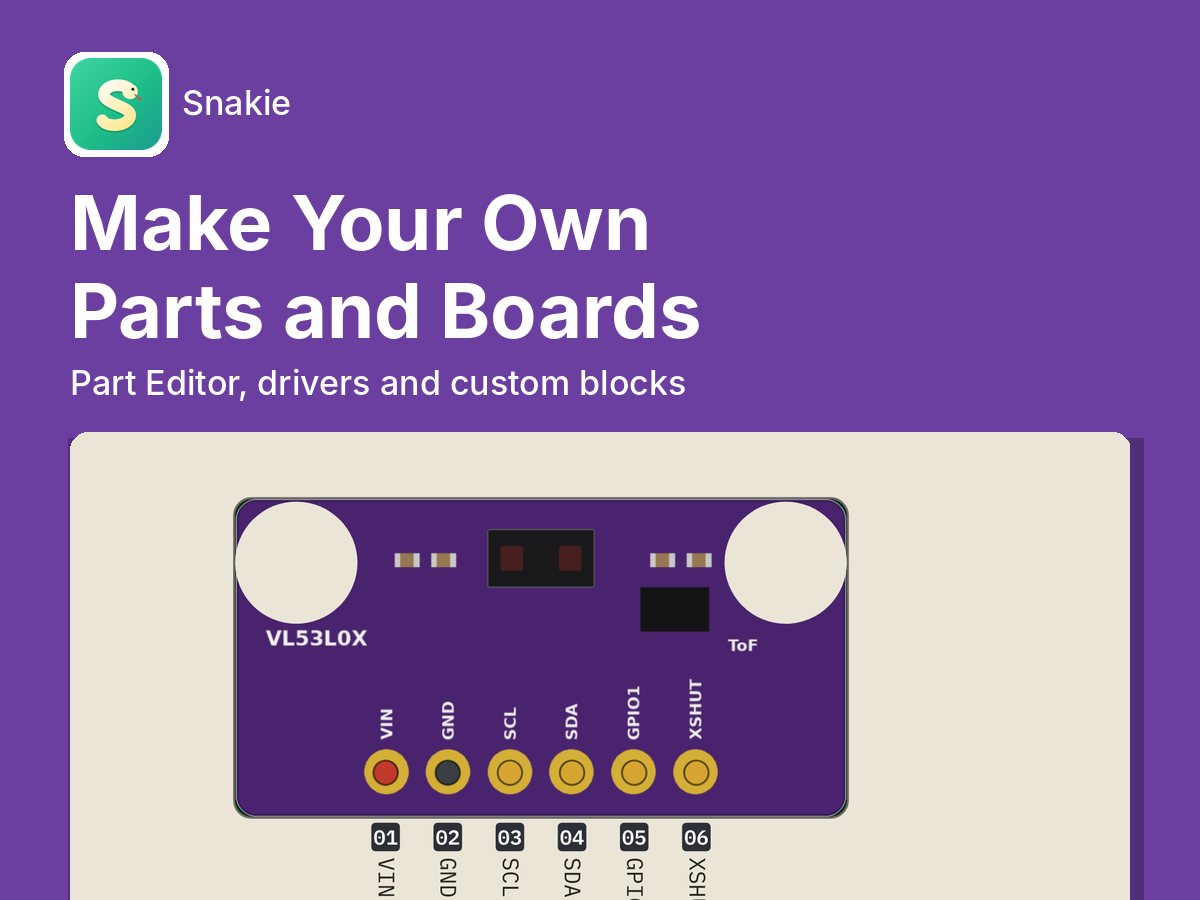 Snakie
Make Your Own
Parts and Boards
Part Editor, drivers and custom blocks
VL53L0X
ToF
VIN
GND
SCL
SDA
GPIO1
XSHUT
01
02
03
04
05
06
VIN
GND
SCL
SDA